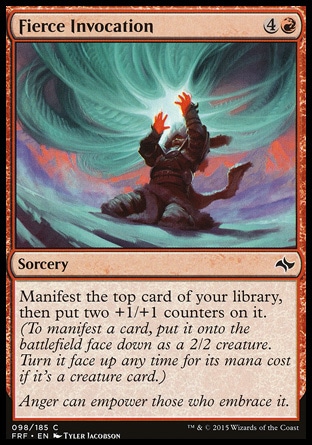 Fierce Invocation 4
Sorcery
Manifest the top card of your library,
then put two +1/+1 counters on it.
(To manifest a card, put it onto the
battlefield face down as a 2/2 creature.
Turn it face up any time for its mana cost
if it's a creature card.)
Anger can empower those who embrace it.
098/185 C
FRF • EN Tyler Jacobson ™ & © 2015 Wizards of the Coast